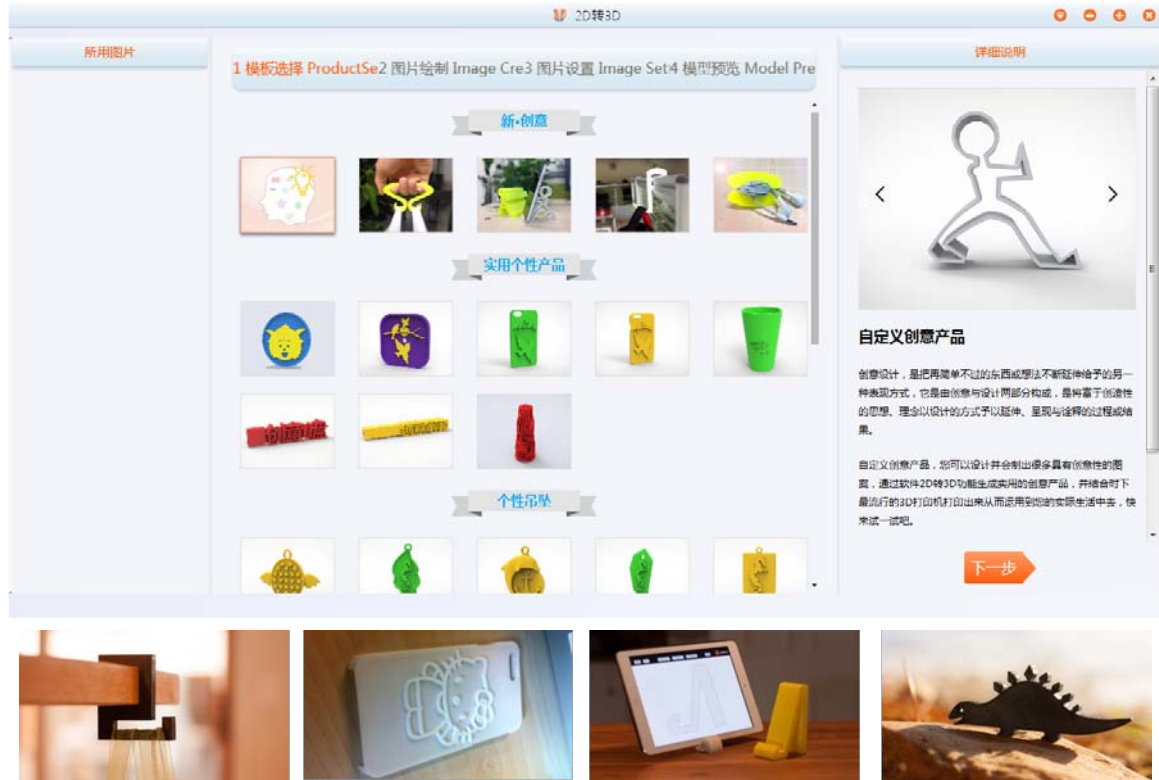 2D转3D
所用图片
1 模板选择 ProductSe2 图片绘制 Image Cre3 图片设置 Image Set4 模型预览 Model Pre
详细说明
新·创意
实用个性产品
个性吊坠
自定义创意产品
创意设计，是把再简单不过的东西或想法不断延伸给予的另一
种表现方式，它是由创意与设计两部分构成，是将富于创造性
的思想、理念以设计的方式予以延伸、呈现与诠释的过程或结
果。
自定义创意产品，您可以设计并会制出很多具有创意性的图
案，通过软件2D转3D功能生成实用的创意产品，并结合时下
最流行的3D打印机打印出来从而运用到您的实际生活中去，快
来试一试吧。
下一步